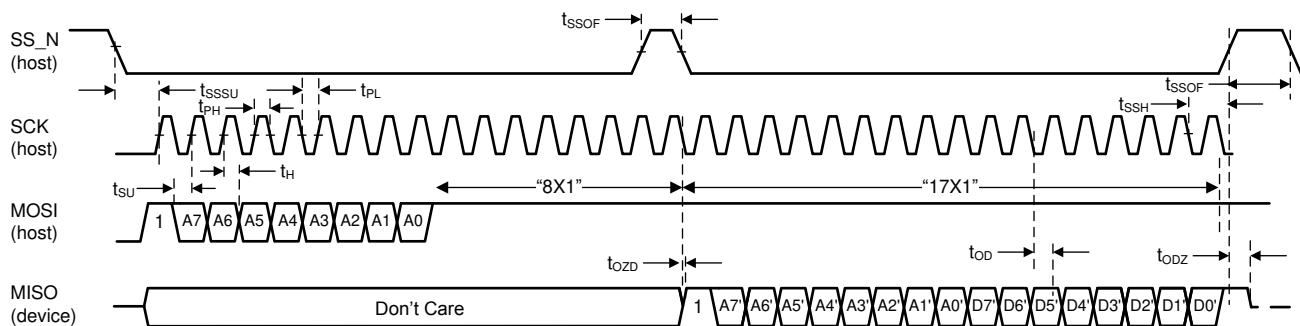 tSSOF
SS_N
(host)
tSSSU
tPL
tSSOF
tPH
tSSH
SCK
(host)
tH
tSU
“8X1”
“17X1”
MOSI
(host)
1 A7 A6 A5 A4 A3 A2 A1 A0
tOZD
tOD
tODZ
MISO
(device)
Don’t Care
1 A7' A6' A5' A4' A3' A2' A1' A0' D7' D6' D5' D4' D3' D2' D1' D0'